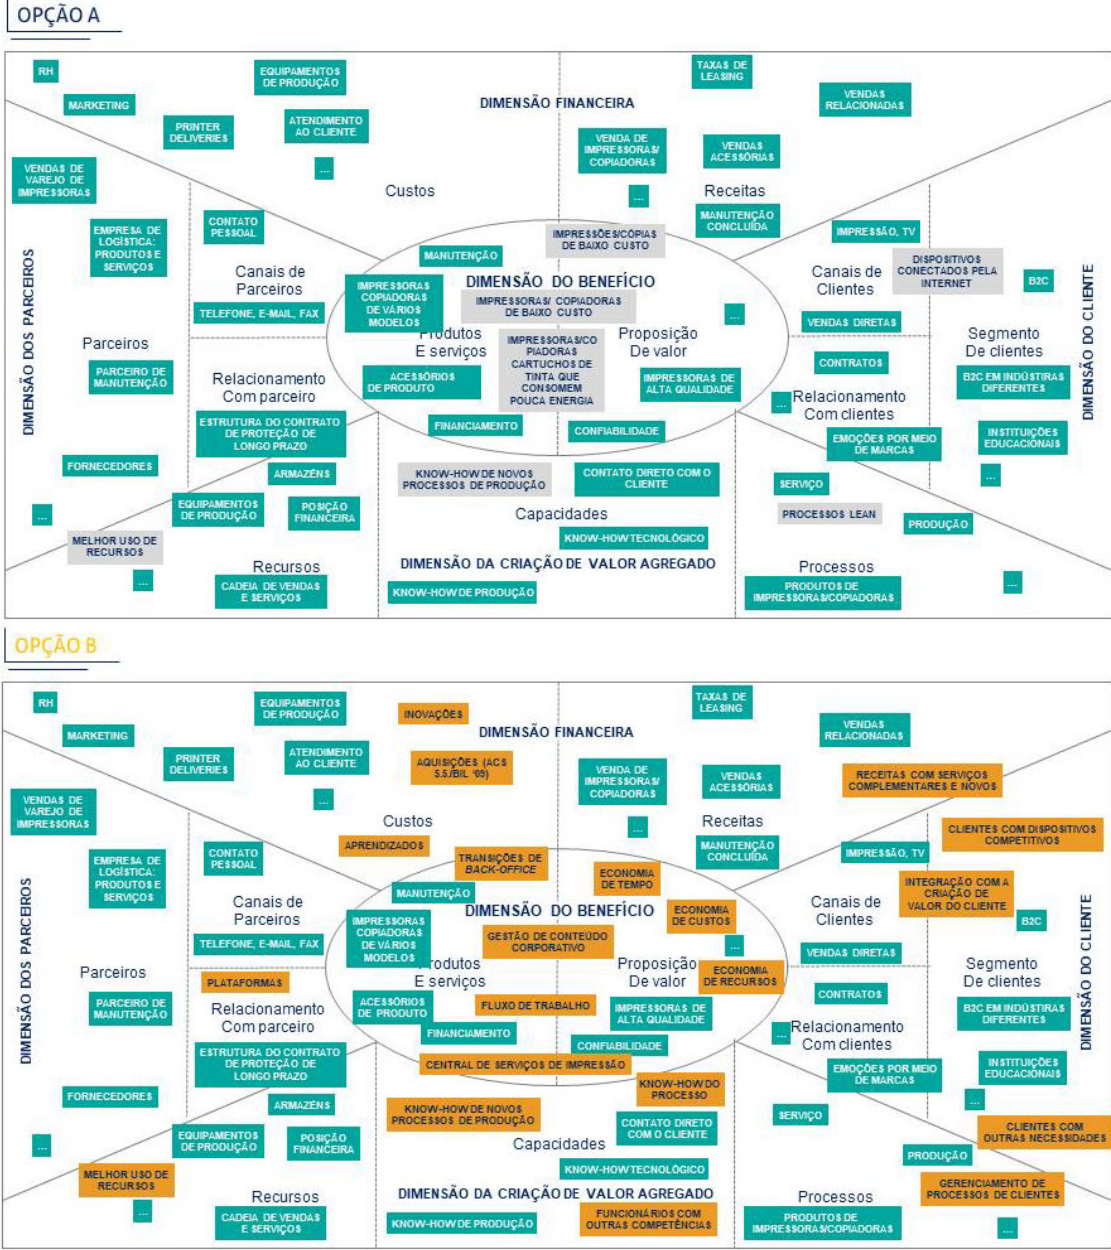 OPÇÃO A
RH
MARKETING
PRINTER
DELIVERIES
EQUIPAMENTOS
DE PRODUÇÃO
ATENDIMENTO
AO CLIENTE
...
Custos
DIMENSÃO FINANCEIRA
TAXAS DE
LEASING
VENDAS
RELACIONADAS
VENDA DE
IMPRESSORAS/
COPIADORAS
VENDAS
ACESSÓRIAS
...
Receitas
MANUTENÇÃO
CONCLUÍDA
DIMENSÃO DOS PARCEIROS
VENDAS DE
VAREJO DE
IMPRESSORAS
EMPRESA DE
LOGÍSTICA:
PRODUTOS E
SERVIÇOS
Parceiros
PARCEIRO DE
MANUTENÇÃO
FORNECEDORES
...
CONTATO
PESSOAL
Canais de
Parceiros
TELEFONE, E-MAIL, FAX
Relacionamento
Com parceiro
ESTRUTURA DO CONTRATO
DE PROTEÇÃO DE
LONGO PRAZO
IMPRESSÕES/CÓPIAS
DE BAIXO CUSTO
MANUTENÇÃO
DIMENSÃO DO BENEFÍCIO
IMPRESSORAS
COPIADORAS
DE VÁRIOS
MODELOS
IMPRESSORAS/ COPIADORAS
DE BAIXO CUSTO
...
Produtos
E serviços
IMPRESSORAS/CO
PIADORAS
CARTUCHOS DE
TINTA QUE
CONSOMEM
POUCA ENERGIA
Proposição
De valor
ACESSÓRIOS
DE PRODUTO
IMPRESSORAS DE
ALTA QUALIDADE
FINANCIAMENTO
CONFIABILIDADE
IMPRESSÃO, TV
Canais de
Clientes
DISPOSITIVOS
CONECTADOS PELA
INTERNET
VENDAS DIRETAS
CONTRATOS
...
Relacionamento
Com clientes
EMOÇÕES POR MEIO
DE MARCAS
B2C
Segmento
De clientes
B2C EM INDÚSTIRAS
DIFERENTES
INSTITUIÇÕES
EDUCACIONAIS
...
DIMENSÃO DO CLIENTE
ARMAZÉNS
EQUIPAMENTOS
DE PRODUÇÃO
POSIÇÃO
FINANCEIRA
MELHOR USO DE
RECURSOS
...
Recursos
CADEIA DE VENDAS
E SERVIÇOS
KNOW-HOW DE NOVOS
PROCESSOS DE PRODUÇÃO
CONTATO DIRETO COM O
CLIENTE
Capacidades
KNOW-HOW TECNOLÓGICO
DIMENSÃO DA CRIAÇÃO DE VALOR AGREGADO
KNOW-HOW DE PRODUÇÃO
SERVIÇO
PROCESSOS LEAN
PRODUÇÃO
Processos
PRODUTOS DE
IMPRESSORAS/COPIADORAS
...
OPÇÃO B
RH
MARKETING
PRINTER
DELIVERIES
EQUIPAMENTOS
DE PRODUÇÃO
ATENDIMENTO
AO CLIENTE
...
INOVAÇÕES
AQUISIÇÕES (ACS
5.5./BIL '09)
Custos
APRENDIZADOS
DIMENSÃO FINANCEIRA
TAXAS DE
LEASING
VENDAS
RELACIONADAS
VENDA DE
IMPRESSORAS/
COPIADORAS
VENDAS
ACESSÓRIAS
RECEITAS COM SERVIÇOS
COMPLEMENTARES E NOVOS
...
Receitas
MANUTENÇÃO
CONCLUÍDA
DIMENSÃO DOS PARCEIROS
VENDAS DE
VAREJO DE
IMPRESSORAS
EMPRESA DE
LOGÍSTICA:
PRODUTOS E
SERVIÇOS
Parceiros
PARCEIRO DE
MANUTENÇÃO
FORNECEDORES
...
CONTATO
PESSOAL
Canais de
Parceiros
TELEFONE, E-MAIL, FAX
PLATAFORMAS
Relacionamento
Com parceiro
ESTRUTURA DO CONTRATO
DE PROTEÇÃO DE
LONGO PRAZO
TRANSIÇÕES DE
BACK-OFFICE
MANUTENÇÃO
ECONOMIA
DE TEMPO
DIMENSÃO DO BENEFÍCIO
ECONOMIA
DE CUSTOS
IMPRESSORAS
COPIADORAS
DE VÁRIOS
MODELOS
GESTÃO DE CONTEÚDO
CORPORATIVO
...
Produtos
E serviços
Proposição
De valor
ECONOMIA
DE RECURSOS
ACESSÓRIOS
DE PRODUTO
FLUXO DE TRABALHO
IMPRESSORAS DE
ALTA QUALIDADE
FINANCIAMENTO
CONFIABILIDADE
CENTRAL DE SERVIÇOS DE IMPRESSÃO
IMPRESSÃO, TV
CLIENTES COM DISPOSITIVOS
COMPETITIVOS
Canais de
Clientes
INTEGRAÇÃO COM A
CRIAÇÃO DE
VALOR DO CLIENTE
VENDAS DIRETAS
CONTRATOS
...
Relacionamento
Com clientes
EMOÇÕES POR MEIO
DE MARCAS
B2C
Segmento
De clientes
B2C EM INDÚSTIRAS
DIFERENTES
INSTITUIÇÕES
EDUCACIONAIS
...
CLIENTES COM
OUTRAS NECESSIDADES
DIMENSÃO DO CLIENTE
ARMAZÉNS
EQUIPAMENTOS
DE PRODUÇÃO
POSIÇÃO
FINANCEIRA
MELHOR USO DE
RECURSOS
...
Recursos
CADEIA DE VENDAS
E SERVIÇOS
KNOW-HOW DO
PROCESSO
KNOW-HOW DE NOVOS
PROCESSOS DE PRODUÇÃO
CONTATO DIRETO
COM O CLIENTE
Capacidades
KNOW-HOW TECNOLÓGICO
DIMENSÃO DA CRIAÇÃO DE VALOR AGREGADO
KNOW-HOW DE PRODUÇÃO
FUNCIONÁRIOS COM
OUTRAS COMPETÊNCIAS
SERVIÇO
PRODUÇÃO
GERENCIAMENTO DE
PROCESSOS DE CLIENTES
Processos
PRODUTOS DE
IMPRESSORAS/COPIADORAS
...